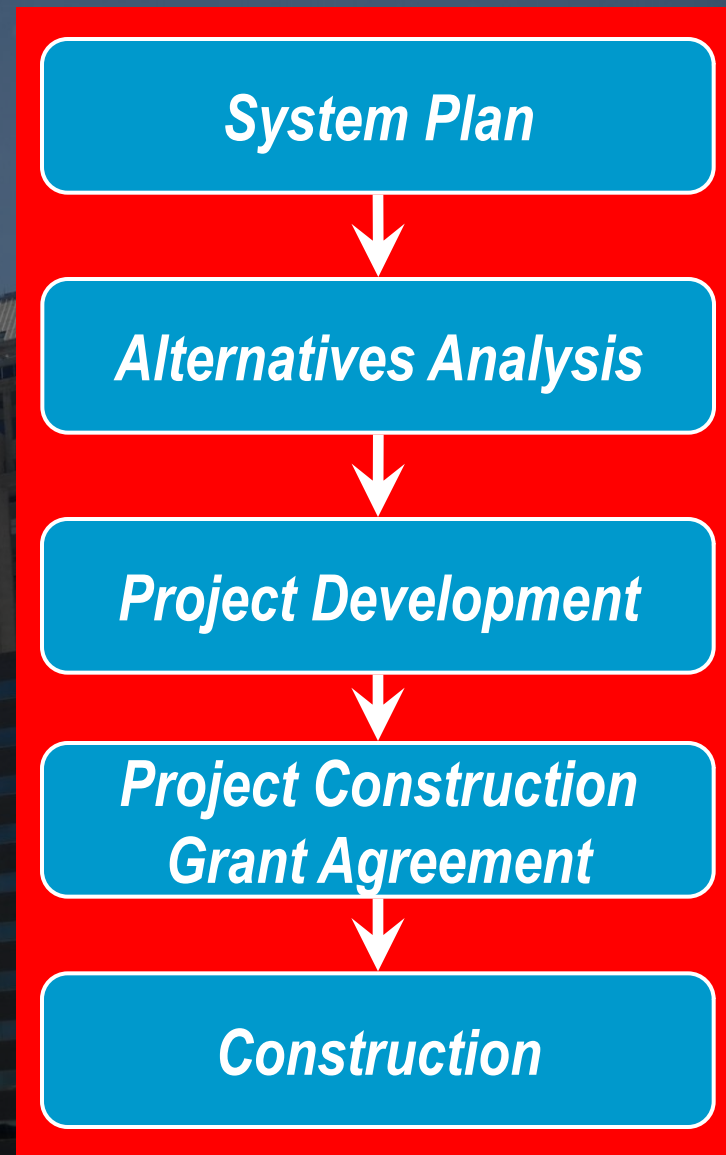 System Plan
Alternatives Analysis
Project Development
Project Construction
Grant Agreement
Construction